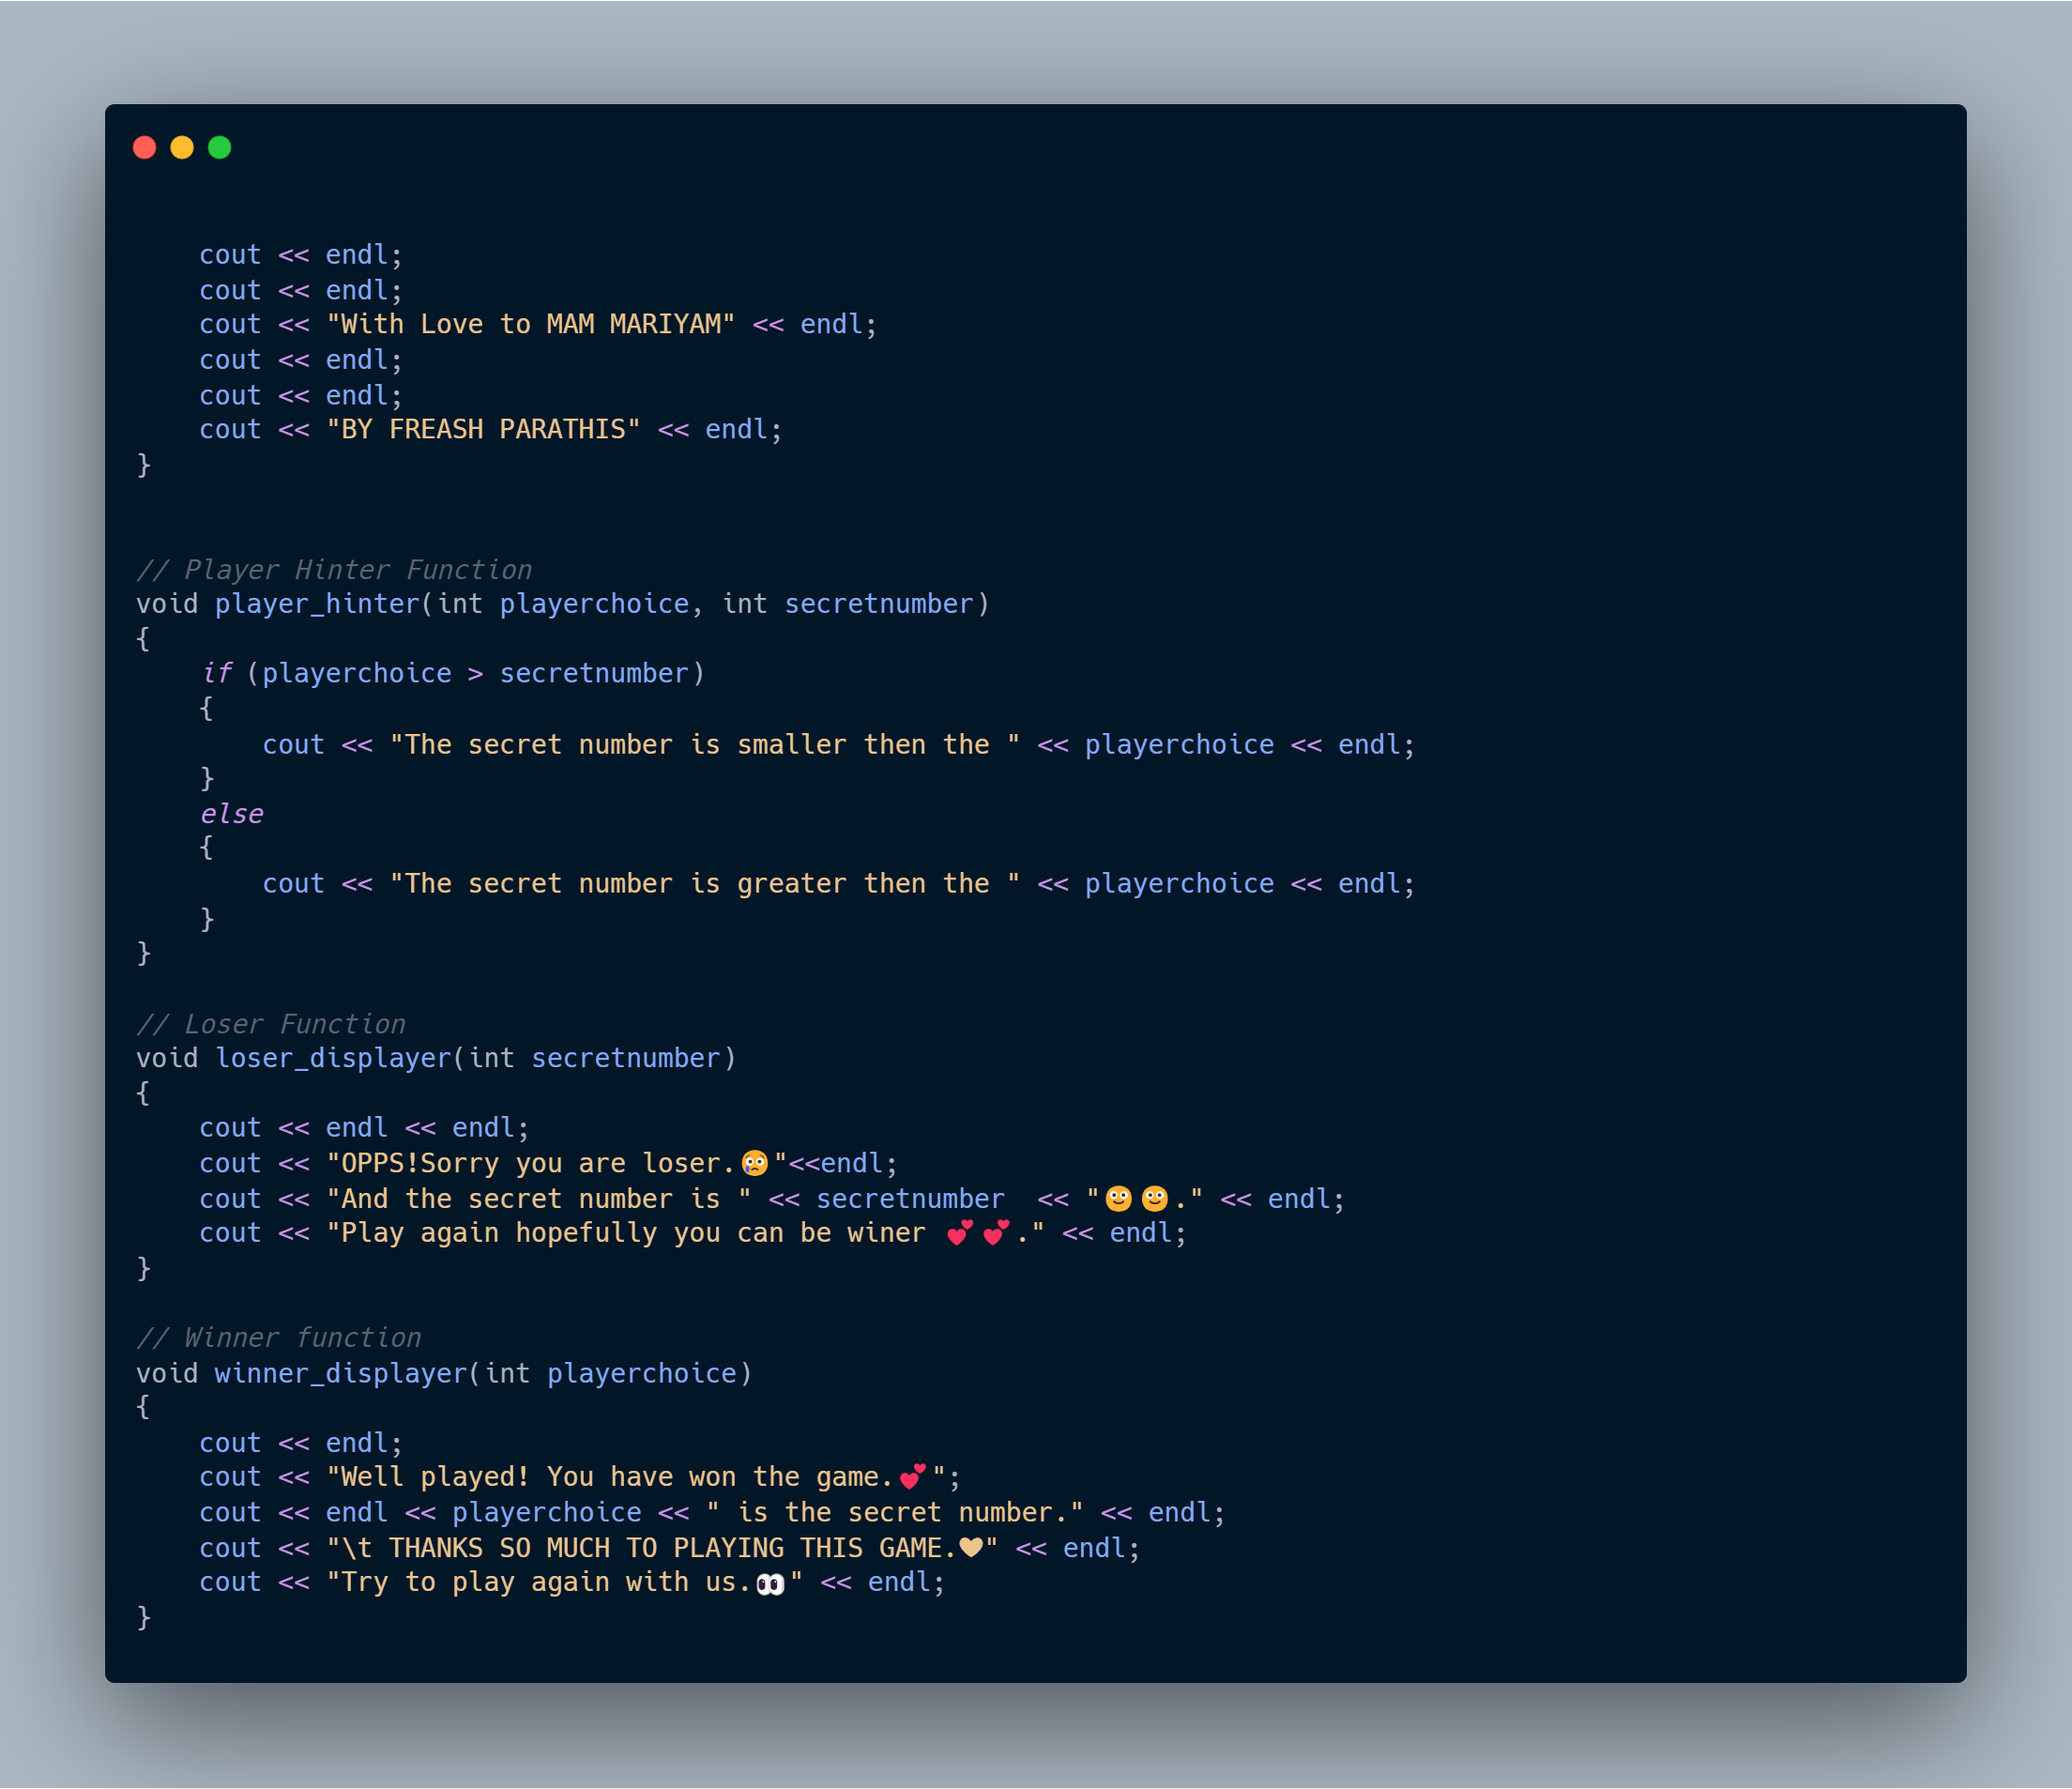 cout << endl;
    cout << endl;
    cout << "With Love to MAM MARIYAM" << endl;
    cout << endl;
    cout << endl;
    cout << "BY FREASH PARATHIS" << endl;
}
// Player Hinter Function
void player_hinter(int playerchoice, int secretnumber)
{
    if (playerchoice > secretnumber)
    {
        cout << "The secret number is smaller then the " << playerchoice << endl;
    }
    else
    {
        cout << "The secret number is greater then the " << playerchoice << endl;
    }
}
// Loser Function
void loser_displayer(int secretnumber)
{
    cout << endl << endl;
    cout << "OPPS!Sorry you are loser.😢"<<endl;
    cout << "And the secret number is " << secretnumber  << "🙄🙄." << endl;
    cout << "Play again hopefully you can be winer 💕💕." << endl;
}
// Winner function
void winner_displayer(int playerchoice)
{
    cout << endl;
    cout << "Well played! You have won the game.💕";
    cout << endl << playerchoice << " is the secret number." << endl;
    cout << "\t THANKS SO MUCH TO PLAYING THIS GAME.❤" << endl;
    cout << "Try to play again with us.👀" << endl;
}